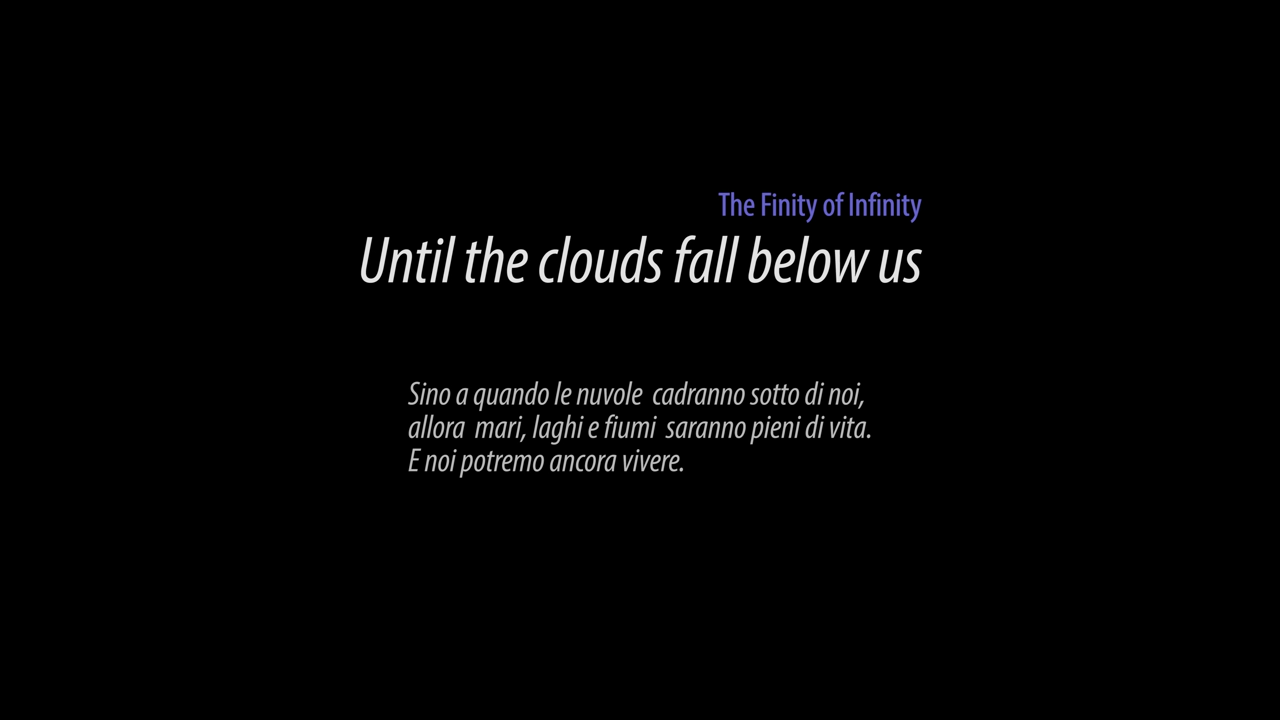 The Finity of Infinity
Until the clouds fall below us
Sino a quando le nuvole cadranno sotto di noi,
allora mari, laghi e fiumi saranno pieni di vita.
E noi potremo ancora vivere.